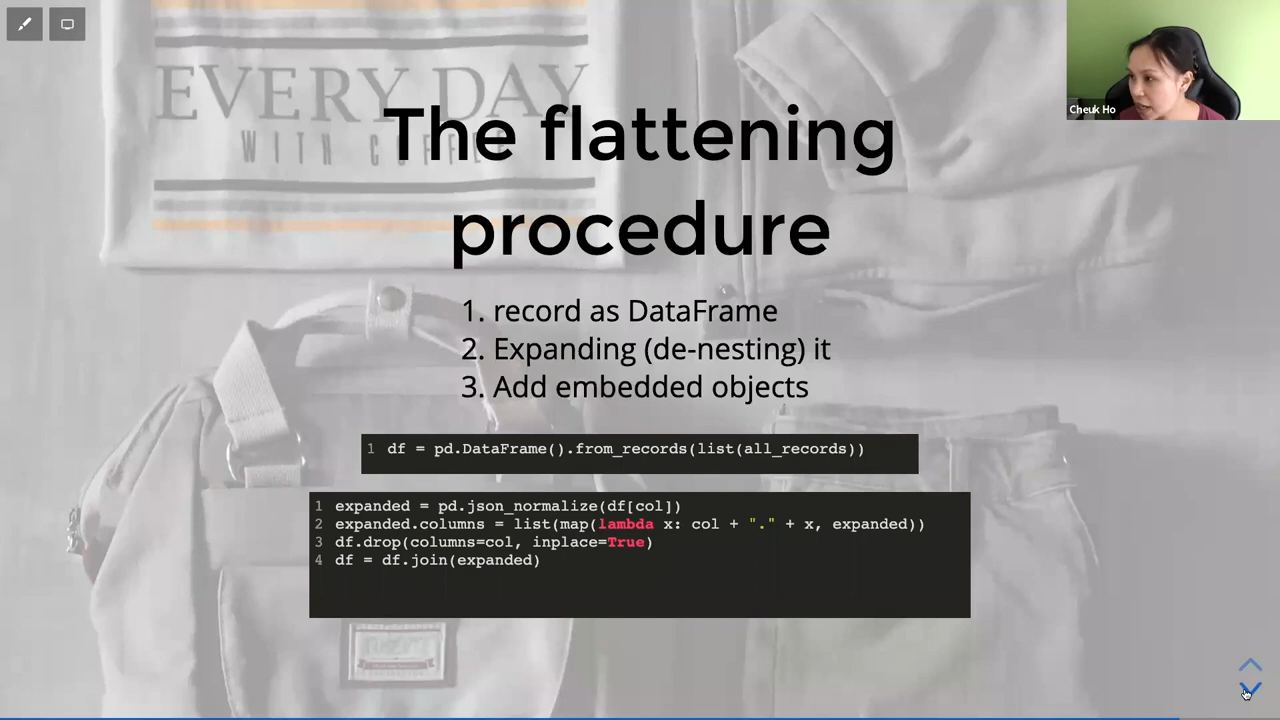 EVERY DAY
WITH
The flattening
procedure
Cheuk Ho
1. record as DataFrame
2. Expanding (de-nesting) it
3. Add embedded objects
1 df = pd.DataFrame().from_records(list(all_records))
1 expanded = pd.json_normalize(df[col])
2 expanded.columns = list(map(lambda x: col + "." + x, expanded))
3 df.drop(columns=col, inplace=True)
4 df = df.join(expanded)